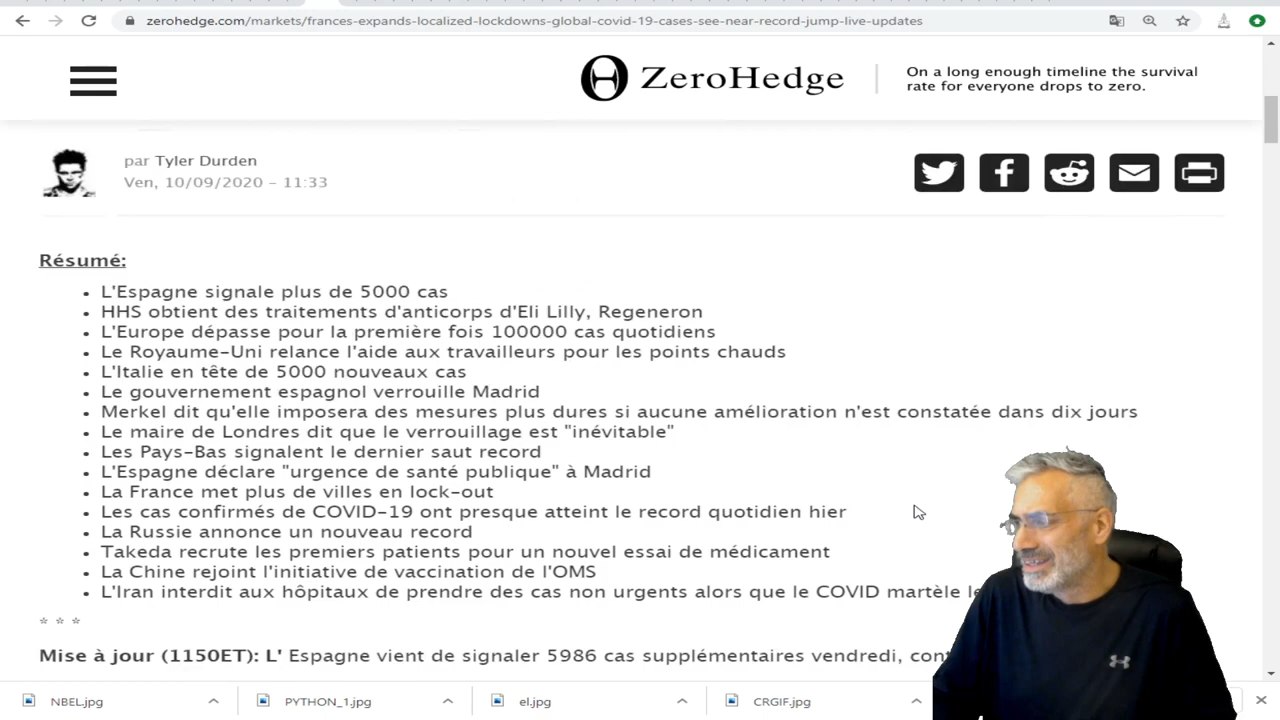 zerohedge.com/markets/frances-expands-localized-lockdowns-global-covid-19-cases-see-near-record-jump-live-updates
ZeroHedge
On a long enough timeline the survival
rate for everyone drops to zero.
par Tyler Durden
Ven, 10/09/2020 - 11:33
Résumé:
L'Espagne signale plus de 5000 cas
HHS obtient des traitements d'anticorps d'Eli Lilly, Regeneron
L'Europe dépasse pour la première fois 100000 cas quotidiens
Le Royaume-Uni relance l'aide aux travailleurs pour les points chauds
L'Italie en tête de 5000 nouveaux cas
Le gouvernement espagnol verrouille Madrid
Merkel dit qu'elle imposera des mesures plus dures si aucune amélioration n'est constatée dans dix jours
Le maire de Londres dit que le verrouillage est "inévitable"
Les Pays-Bas signalent le dernier saut record
L'Espagne déclare "urgence de santé publique" à Madrid
La France met plus de villes en lock-out
Les cas confirmés de COVID-19 ont presque atteint le record quotidien hier
La Russie annonce un nouveau record
Takeda recrute les premiers patients pour un nouvel essai de médicament
La Chine rejoint l'initiative de vaccination de l'OMS
L'Iran interdit aux hôpitaux de prendre des cas non urgents alors que le COVID martèle
* * *
Mise à jour (1150ET): L' Espagne vient de signaler 5986 cas supplémentaires vendredi,
NBEL.jpg
PYTHON_1.jpg
el.jpg
CRGIF.jpg